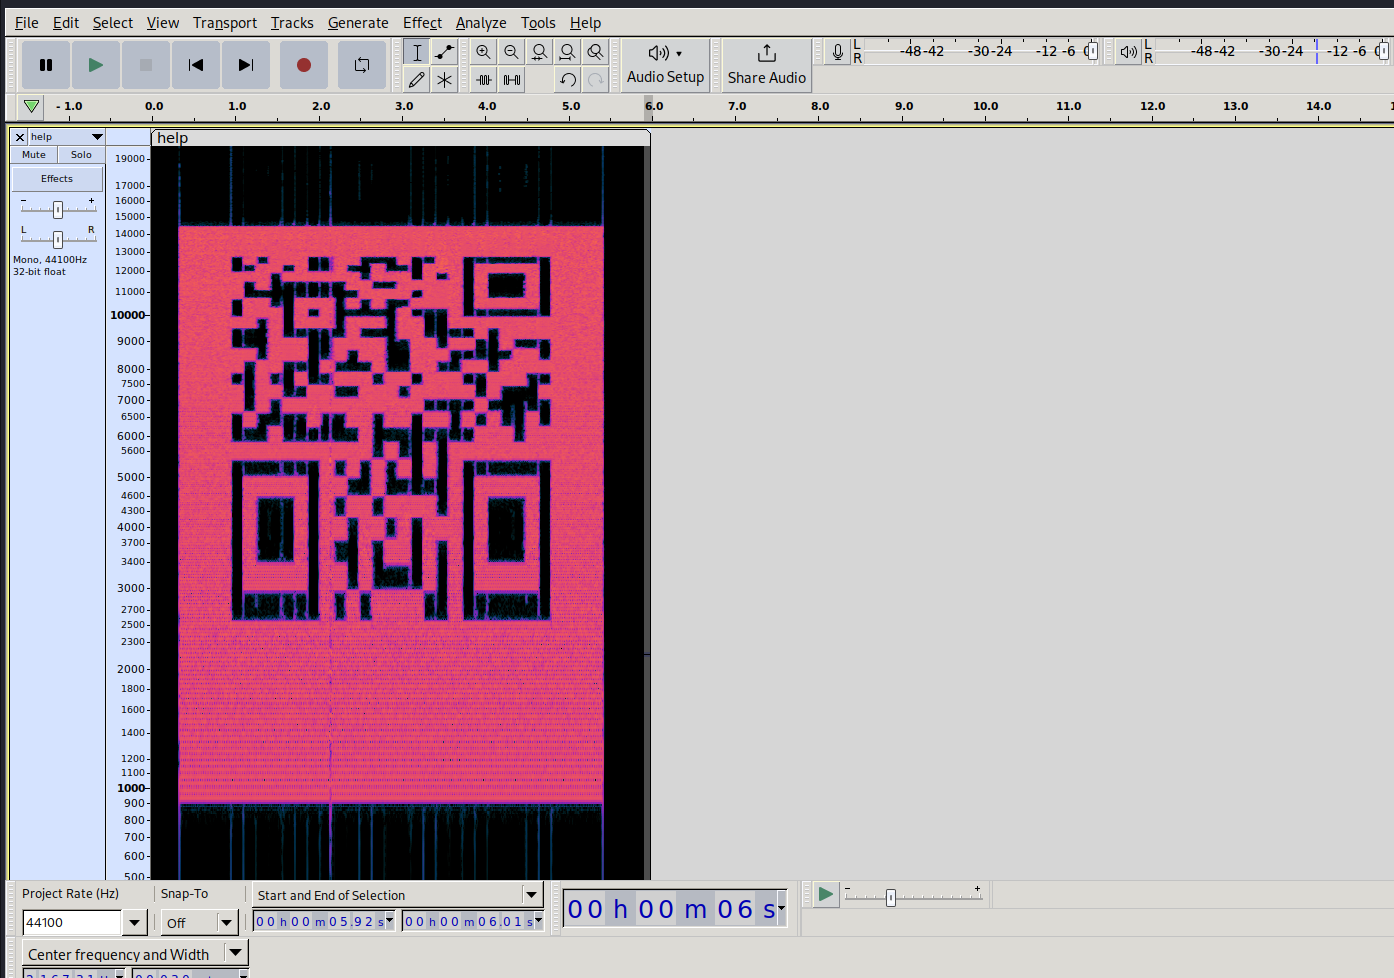 File Edit Select View Transport Tracks Generate Effect Analyze Tools Help
Audio Setup
Share Audio
L
R
-48 -42 -30 -24 -12 -6
L
R
-48 -42 -30 -24 -12 -6
-1.0 0.0 1.0 2.0 3.0 4.0 5.0 6.0 7.0 8.0 9.0 10.0 11.0 12.0 13.0 14.0
help
help
Mute Solo
Effects
- +
L R
Mono, 44100Hz
32-bit float
19000
17000
16000
15000
14000
13000
12000
11000
10000
9000
8000
7500
7000
6500
6000
5600
5000
4600
4300
4000
3700
3400
3000
2700
2500
2300
2000
1800
1600
1400
1200
1100
1000
900
800
700
600
500
Project Rate (Hz) Snap-To Start and End of Selection
44100 Off 00 h 00 m 05.92 s 00 h 00 m 06.01 s
00 h 00 m 06 s
- +
Center frequency and Width